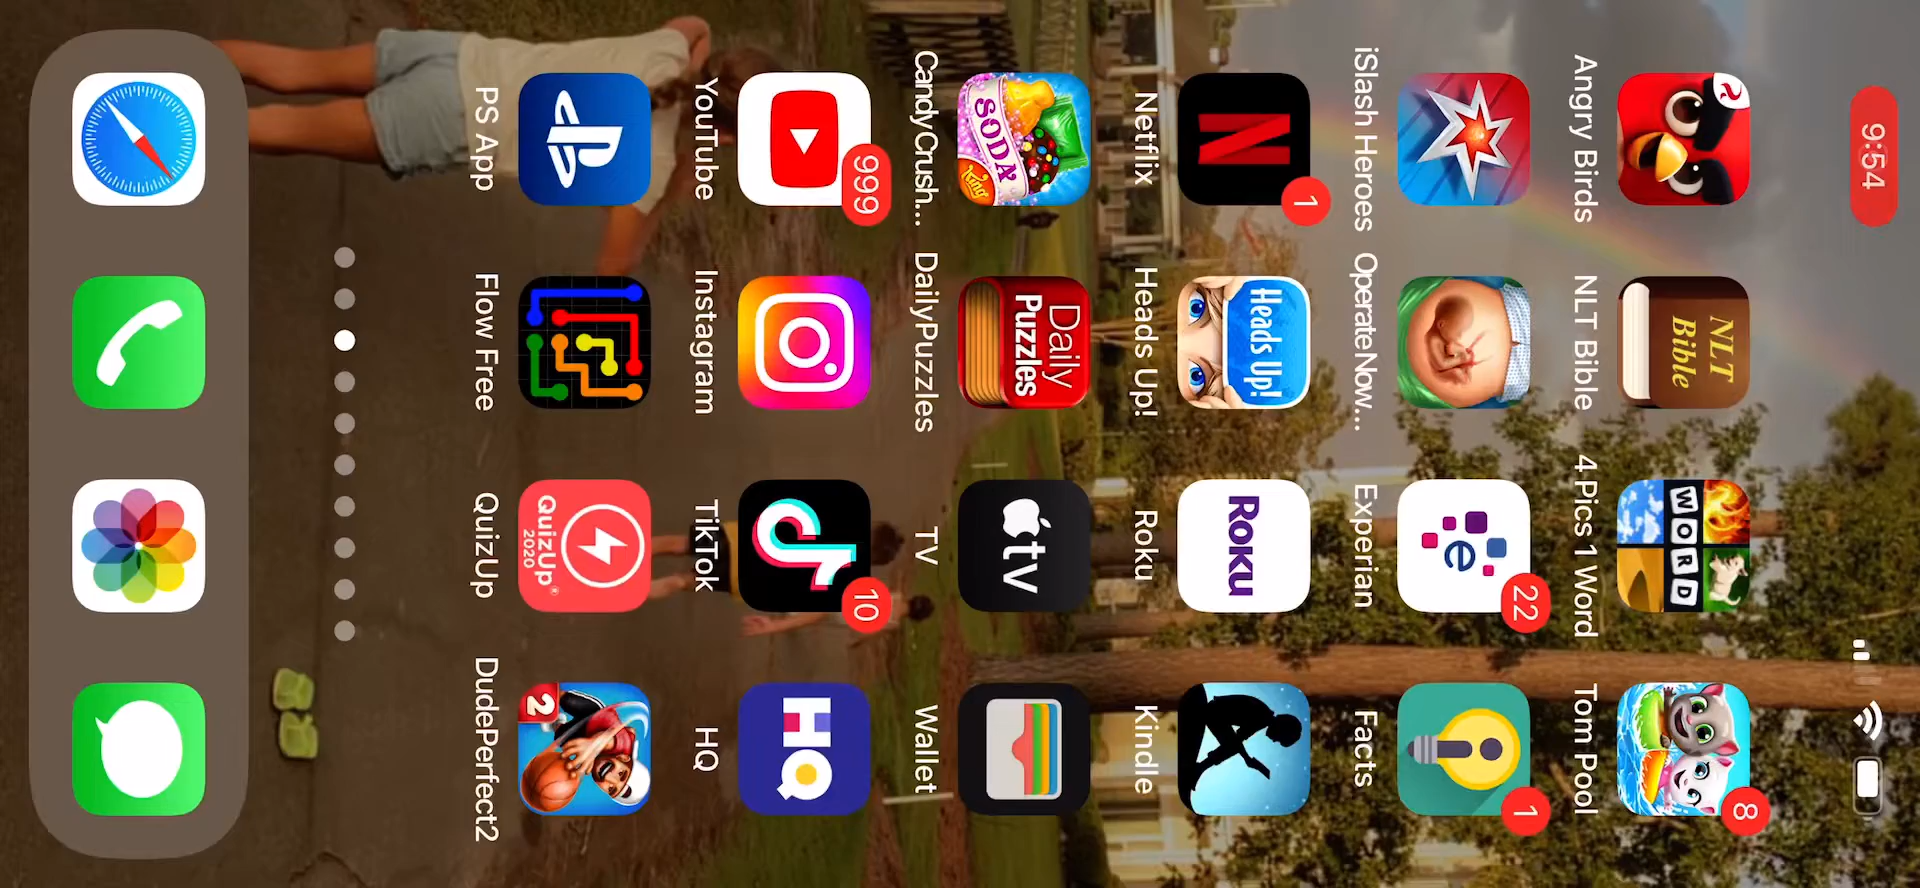 9:54
Angry Birds
NLT
Bible
NLT Bible
WORD
4 Pics 1 Word
8
Tom Pool
iSlash Heroes
OperateNow...
e
22
Experian
1
Facts
N
1
Netflix
Heads Up!
Heads Up!
ROKU
Roku
Kindle
SODA
King
CandyCrush...
Daily
Puzzles
DailyPuzzles
tv
TV
Wallet
999
YouTube
Instagram
10
TikTok
HQ
HQ
PS App
Flow Free
QuizUp
2020
QuizUp
2
DudePerfect2